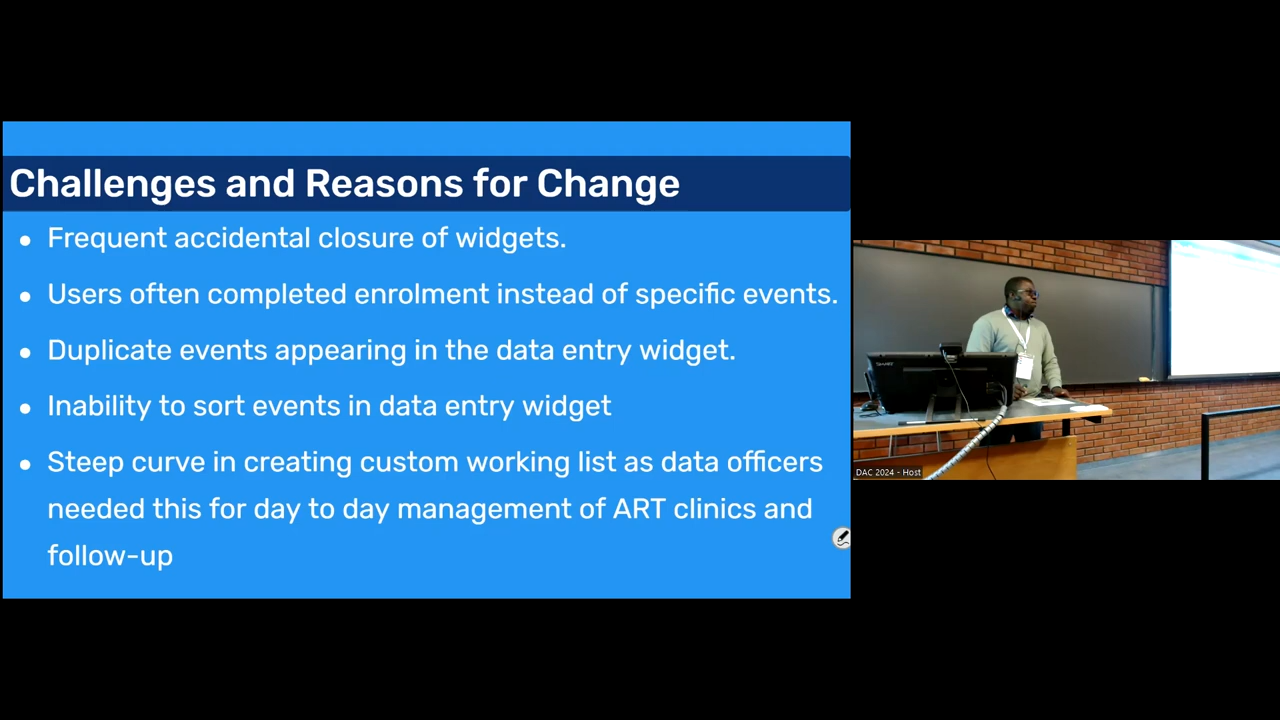 Challenges and Reasons for Change
• Frequent accidental closure of widgets.
• Users often completed enrolment instead of specific events.
• Duplicate events appearing in the data entry widget.
• Inability to sort events in data entry widget
• Steep curve in creating custom working list as data officers
needed this for day to day management of ART clinics and
follow-up
DAC 2024 - Host